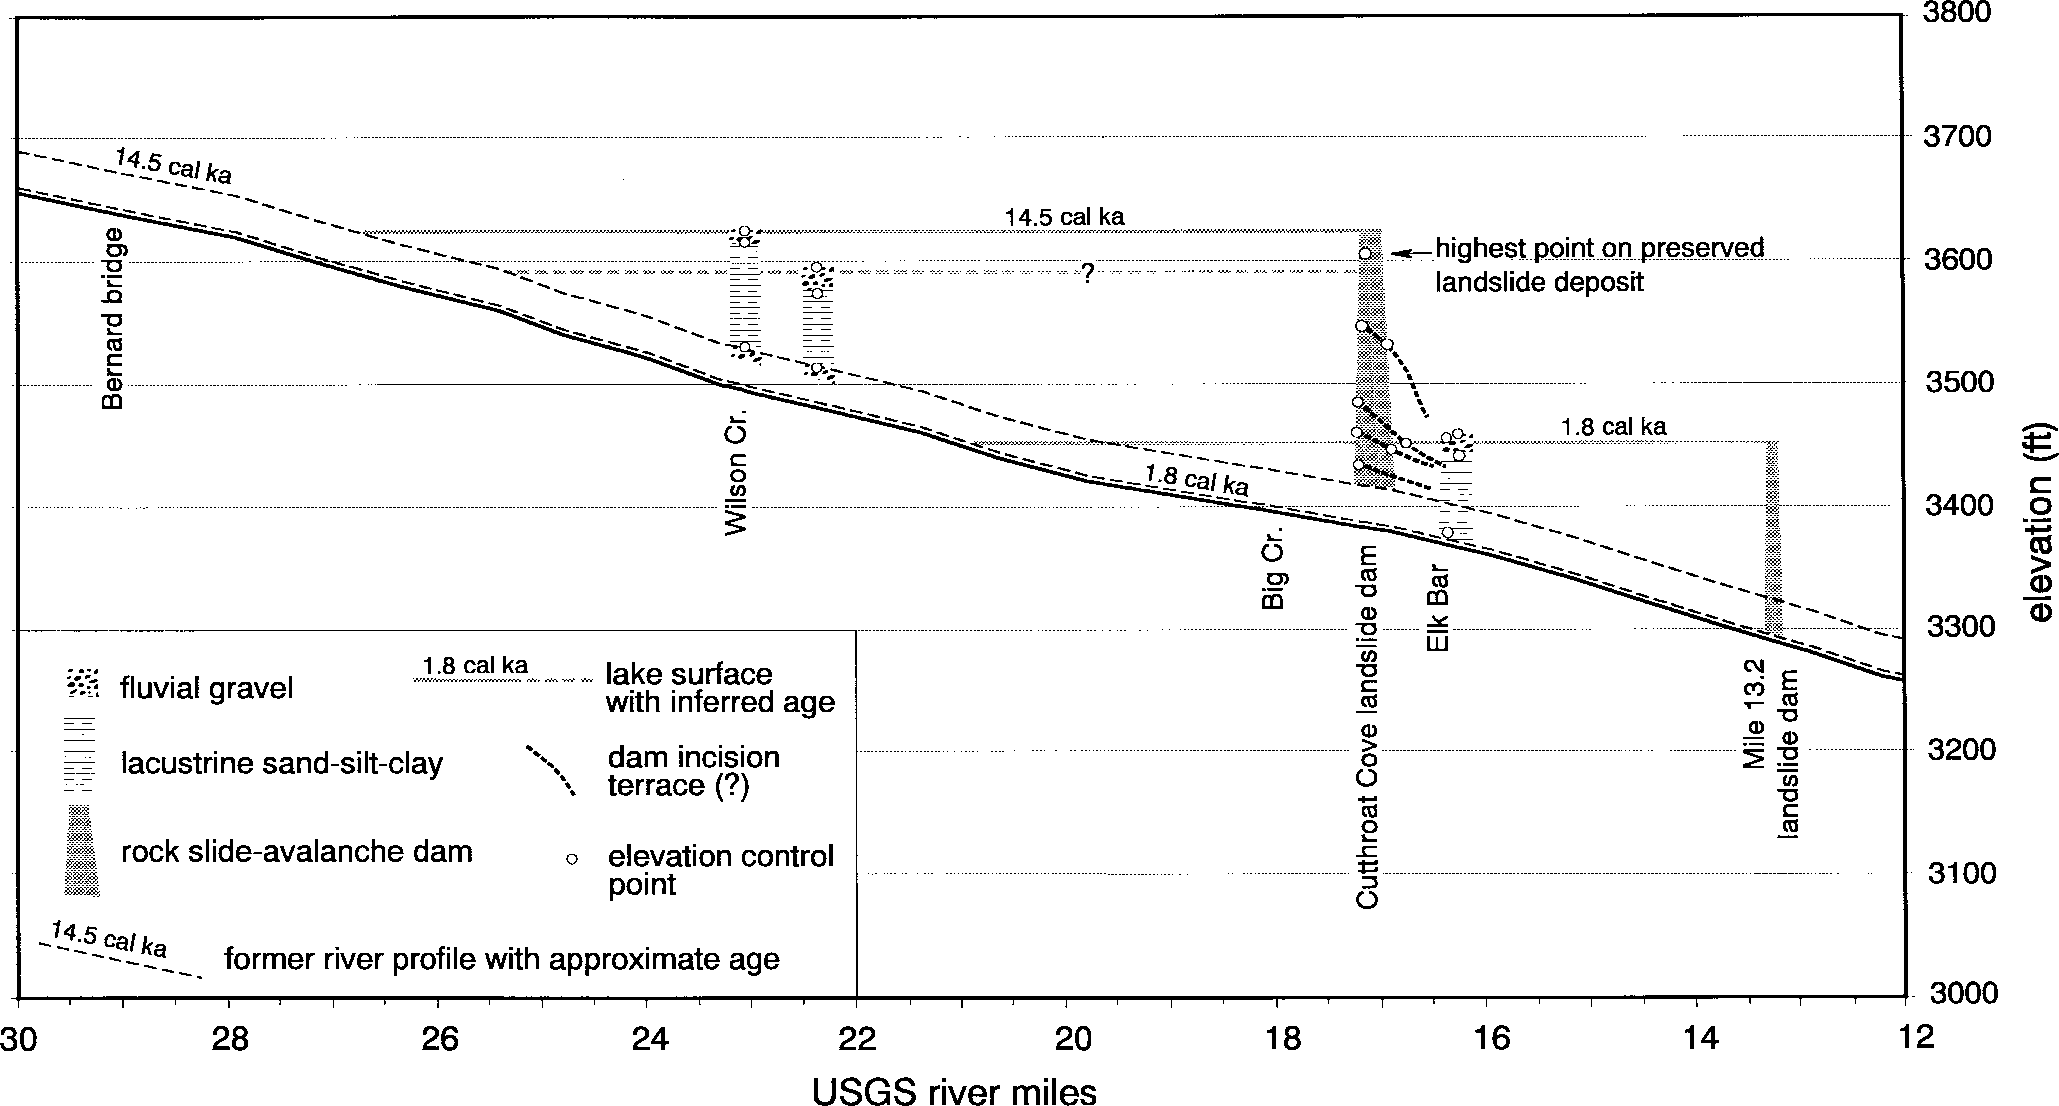 3800
3700
3600
3500
3400
3300
3200
3100
3000
elevation (ft)
14.5 cal ka
14.5 cal ka
?
highest point on preserved
landslide deposit
1.8 cal ka
1.8 cal ka
Bernard bridge
Wilson Cr.
Big Cr.
Cutthroat Cove landslide dam
Elk Bar
Mile 13.2
landslide dam
fluvial gravel
lacustrine sand-silt-clay
rock slide-avalanche dam
14.5 cal ka
former river profile with approximate age
1.8 cal ka
lake surface
with inferred age
dam incision
terrace (?)
elevation control
point
30 28 26 24 22 20 18 16 14 12
USGS river miles